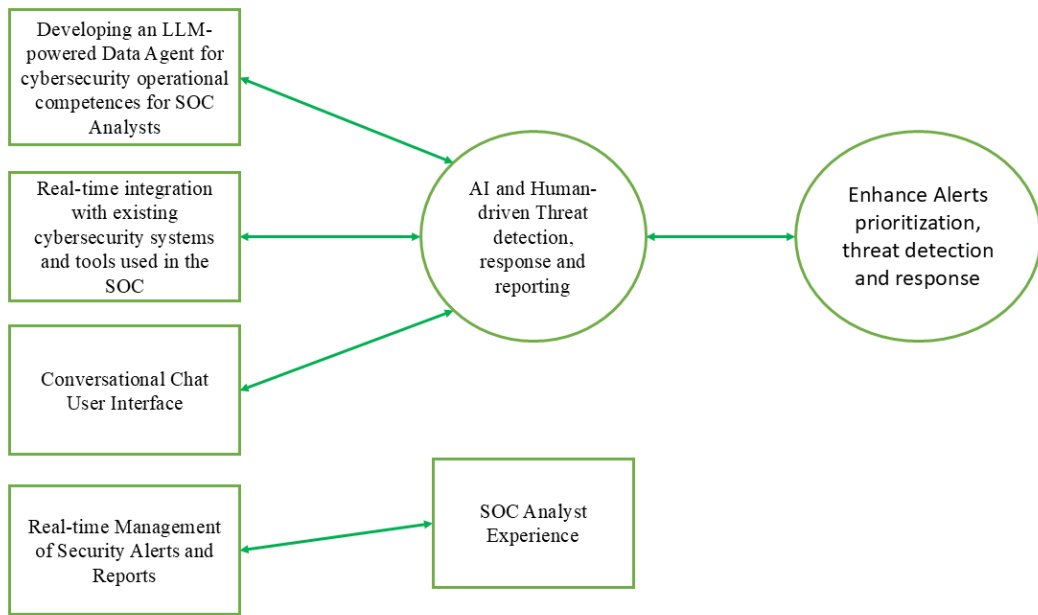 Developing an LLM-
powered Data Agent for
cybersecurity operational
competences for SOC
Analysts
Real-time integration
with existing
cybersecurity systems
and tools used in the
SOC
Conversational Chat
User Interface
Real-time Management
of Security Alerts and
Reports
AI and Human-
driven Threat
detection,
response and
reporting
SOC Analyst
Experience
Enhance Alerts
prioritization,
threat detection
and response